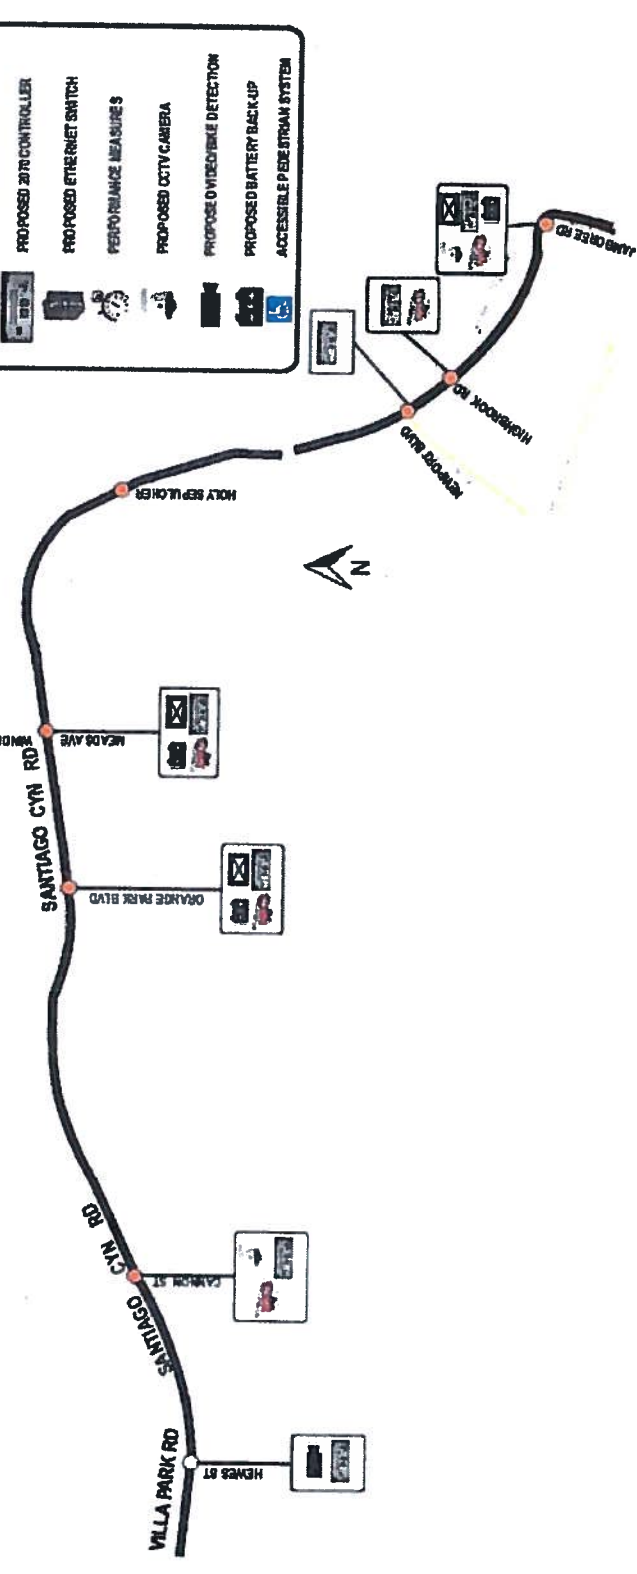 PROPOSED 2070 CONTROLLER
PROPOSED ETHERNET SWITCH
PERFORMANCE MEASURES
PROPOSED CCTV CAMERA
PROPOSED VIDEO/BIKE DETECTION
PROPOSED BATTERY BACK-UP
ACCESSIBLE PEDESTRIAN SYSTEM
VILLA PARK RD
HEWES ST
SANTIAGO CYN RD
CANNON ST
ORANGE PARK BLVD
SANTIAGO CYN RD
MEADS AVE
HOLY SEPULCHER
N
NEWPORT BLVD
HIGHBROOK RD
JAMBOREE RD